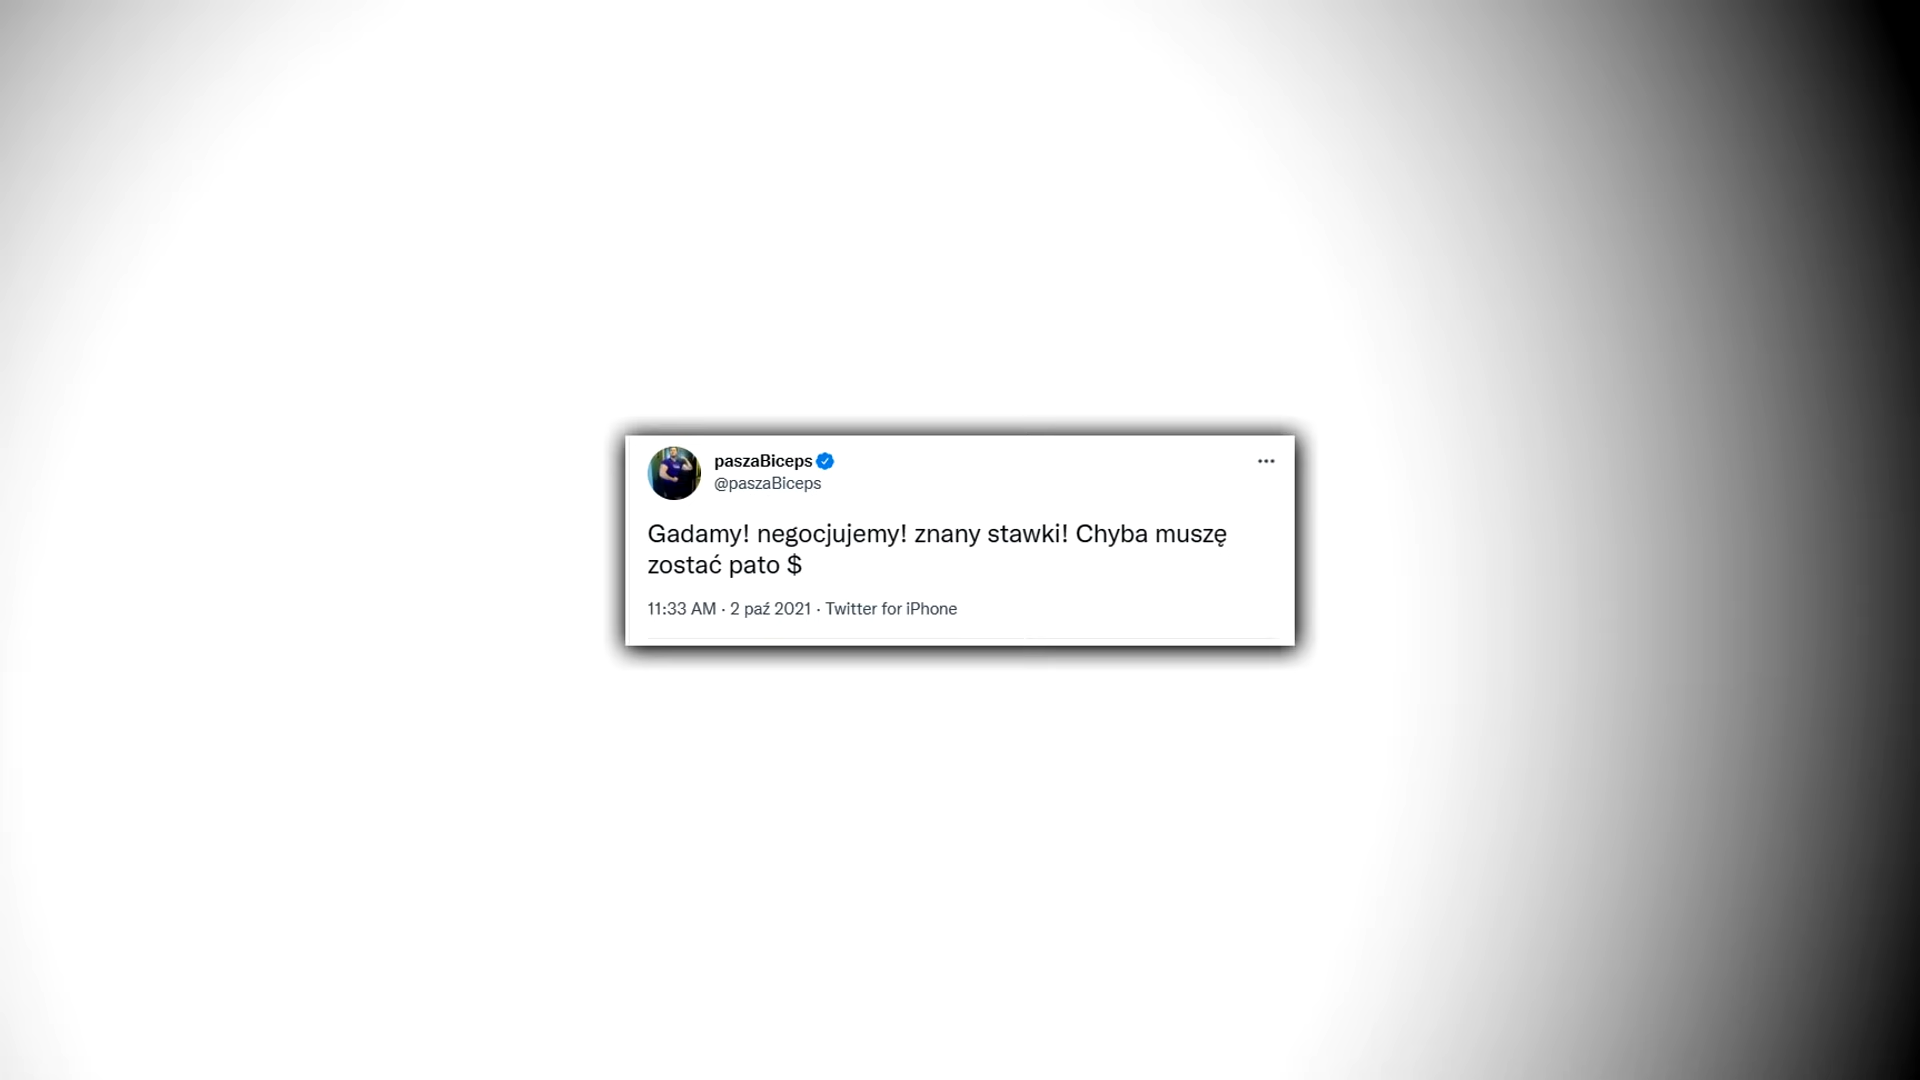 paszaBiceps
@paszaBiceps
Gadamy! negocjujemy! znany stawki! Chyba muszę
zostać pato $
11:33 AM · 2 paź 2021 · Twitter for iPhone